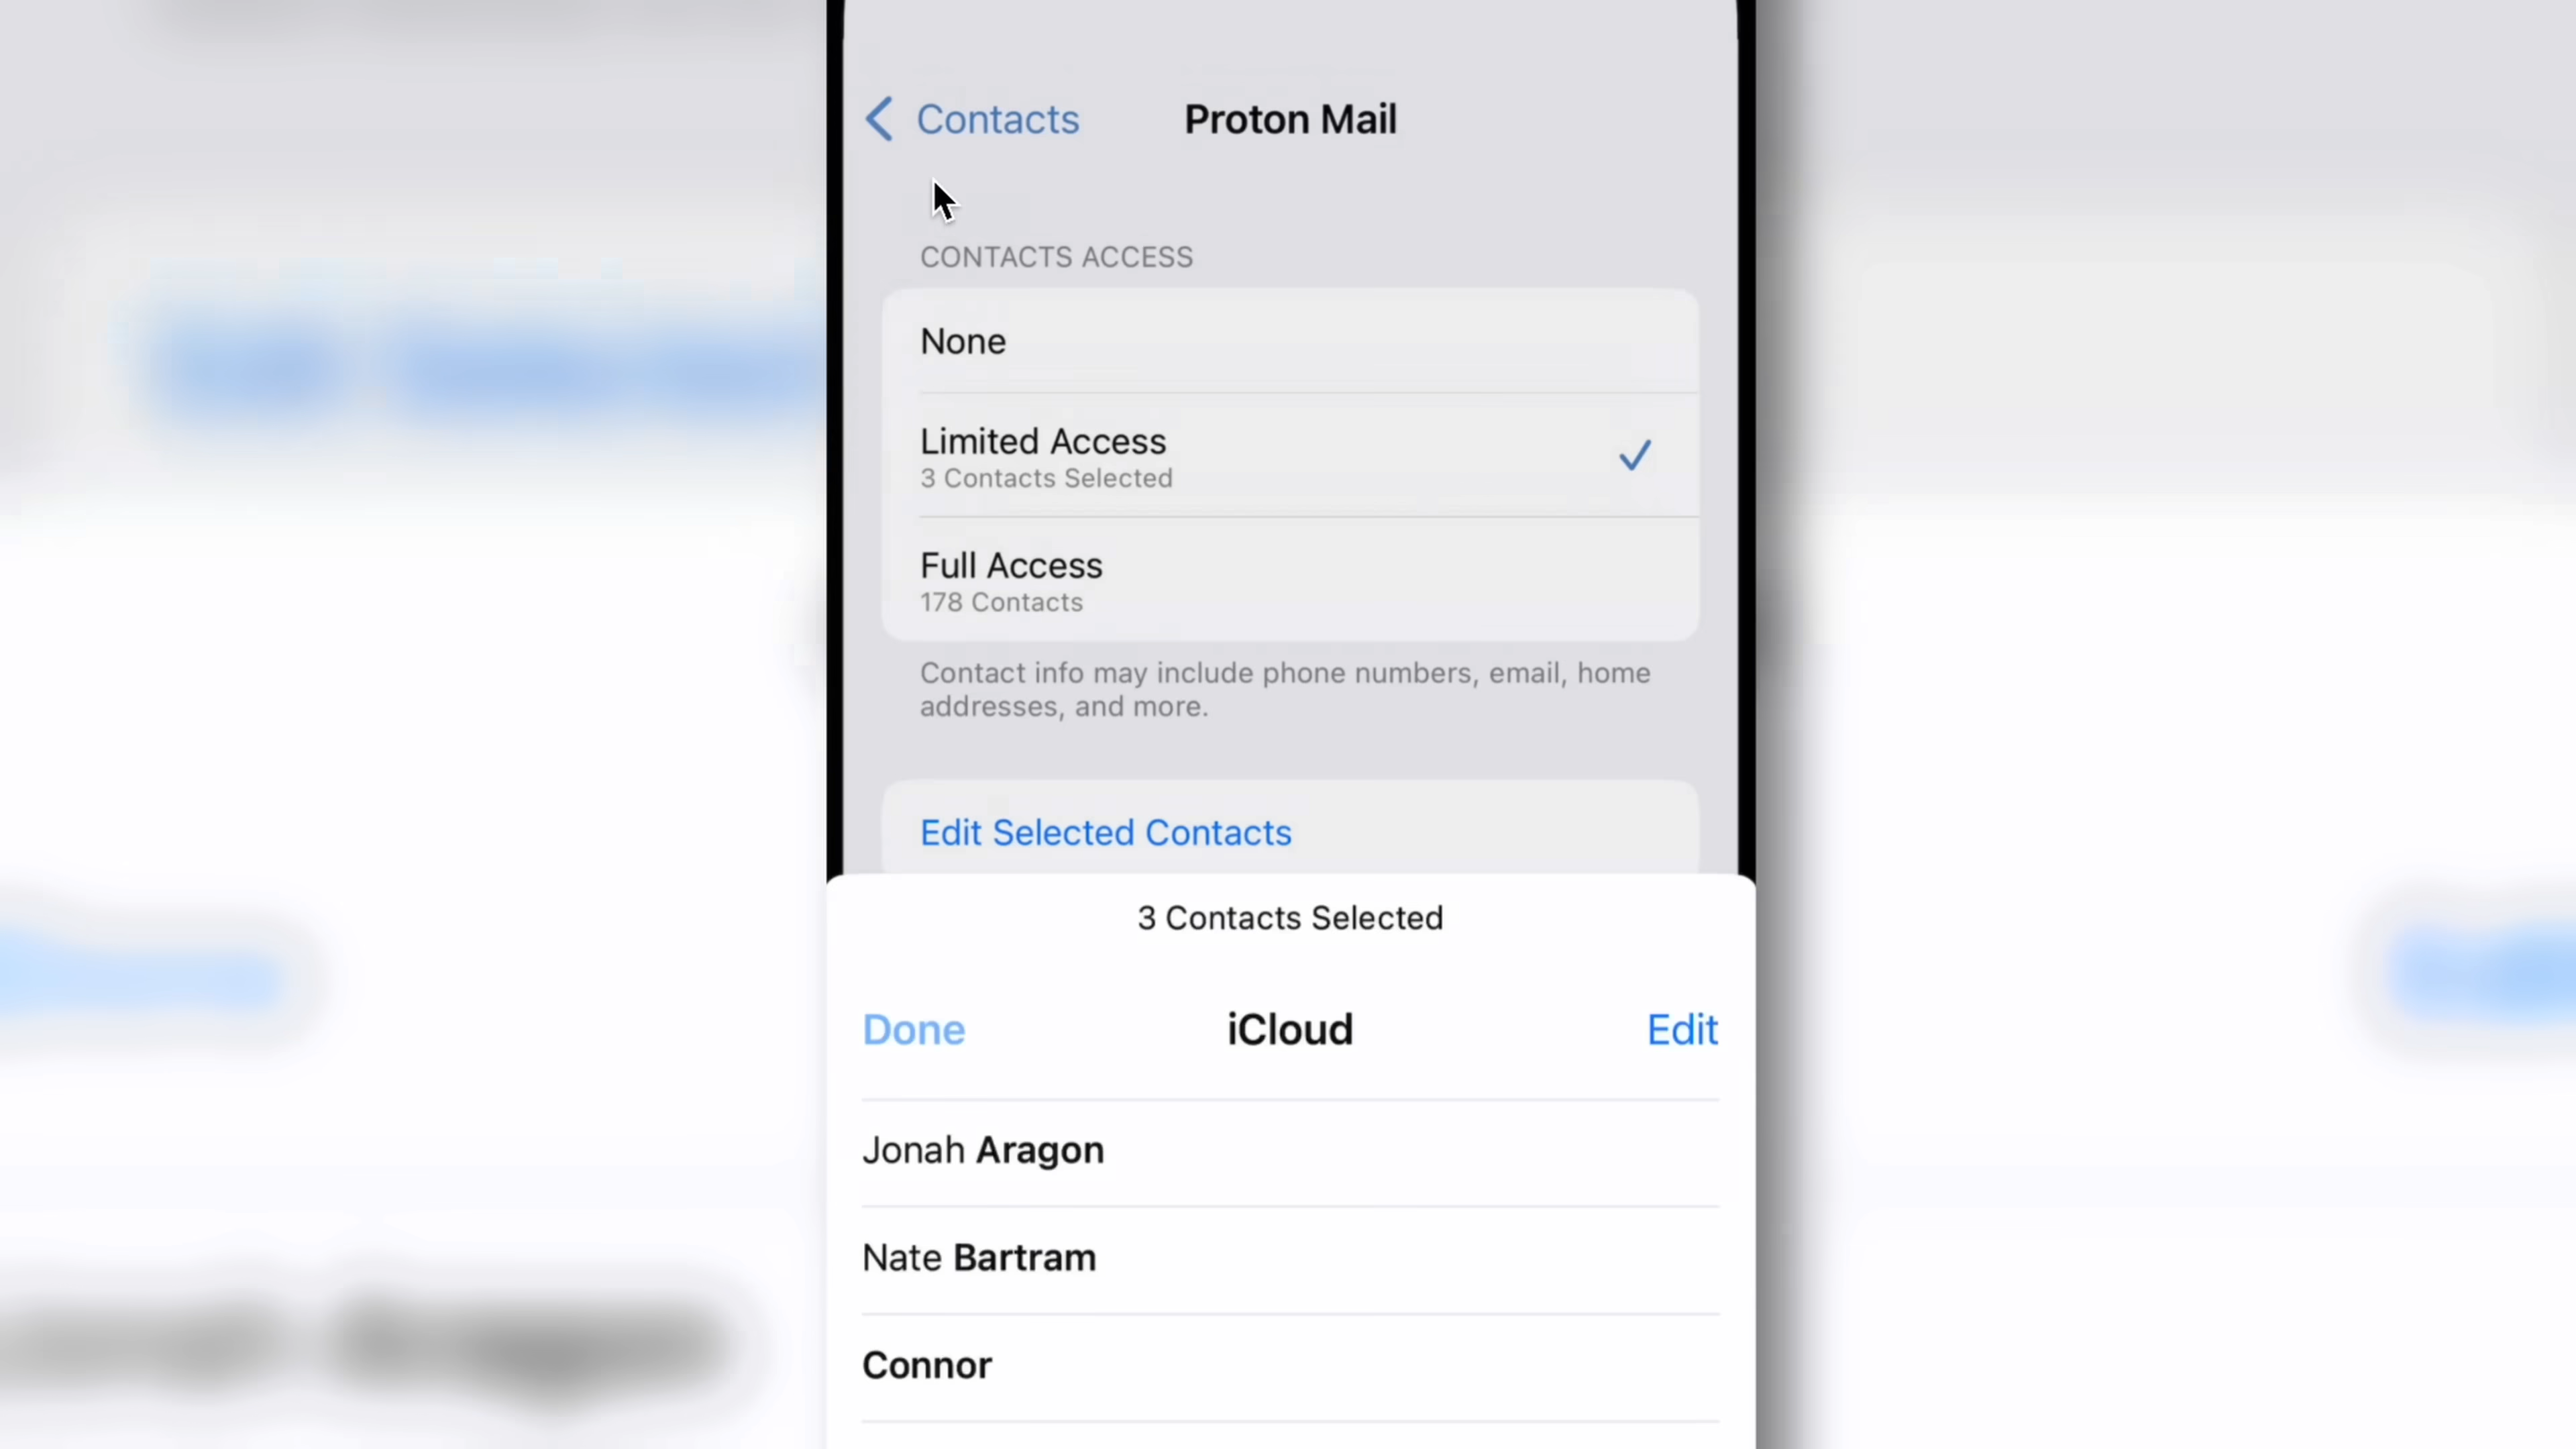 Contacts
Proton Mail
CONTACTS ACCESS
None
Limited Access
3 Contacts Selected
Full Access
178 Contacts
Contact info may include phone numbers, email, home
addresses, and more.
Edit Selected Contacts
3 Contacts Selected
Done
iCloud
Edit
Jonah Aragon
Nate Bartram
Connor